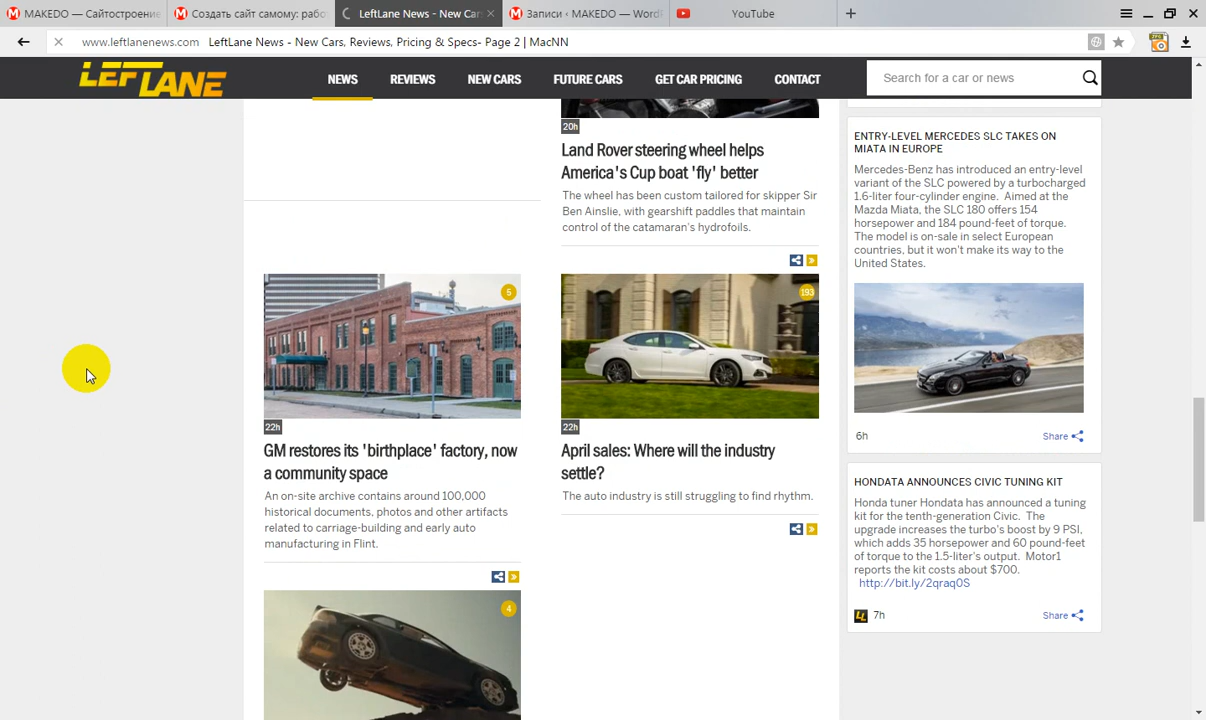 MAKEDO — Сайтостроение
Создать сайт самому: рабо
LeftLane News - New Cars
Записи ‹ MAKEDO — Word
YouTube
www.leftlanenews.com LeftLane News - New Cars, Reviews, Pricing & Specs- Page 2 | MacNN
LEFTLANE
NEWS
REVIEWS
NEW CARS
FUTURE CARS
GET CAR PRICING
CONTACT
Search for a car or news
20h
Land Rover steering wheel helps
America's Cup boat 'fly' better
The wheel has been custom tailored for skipper Sir
Ben Ainslie, with gearshift paddles that maintain
control of the catamaran's hydrofoils.
5
22h
GM restores its 'birthplace' factory, now
a community space
An on-site archive contains around 100,000
historical documents, photos and other artifacts
related to carriage-building and early auto
manufacturing in Flint.
193
22h
April sales: Where will the industry
settle?
The auto industry is still struggling to find rhythm.
4
ENTRY-LEVEL MERCEDES SLC TAKES ON
MIATA IN EUROPE
Mercedes-Benz has introduced an entry-level
variant of the SLC powered by a turbocharged
1.6-liter four-cylinder engine. Aimed at the
Mazda Miata, the SLC 180 offers 154
horsepower and 184 pound-feet of torque.
The model is on-sale in select European
countries, but it won't make its way to the
United States.
6h
Share
HONDATA ANNOUNCES CIVIC TUNING KIT
Honda tuner Hondata has announced a tuning
kit for the tenth-generation Civic. The
upgrade increases the turbo's boost by 9 PSI,
which adds 35 horsepower and 60 pound-feet
of torque to the 1.5-liter's output. Motor1
reports the kit costs about $700.
http://bit.ly/2qraq0S
LL 7h
Share